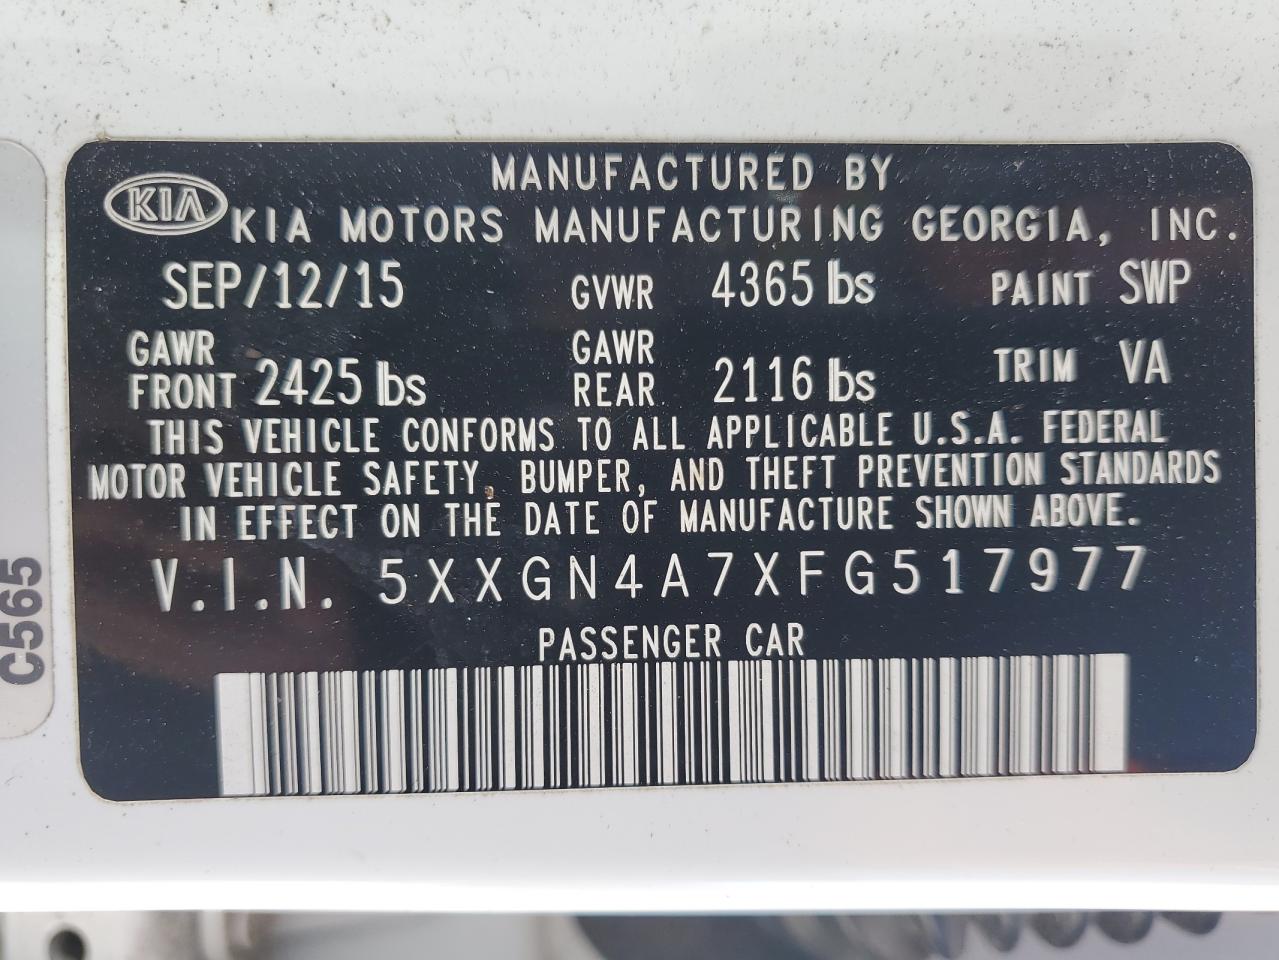 MANUFACTURED BY
KIA KIA MOTORS MANUFACTURING GEORGIA, INC.
SEP/12/15 GVWR 4365 lbs PAINT SWP
GAWR FRONT 2425 lbs GAWR REAR 2116 lbs TRIM VA
THIS VEHICLE CONFORMS TO ALL APPLICABLE U.S.A. FEDERAL
MOTOR VEHICLE SAFETY, BUMPER, AND THEFT PREVENTION STANDARDS
IN EFFECT ON THE DATE OF MANUFACTURE SHOWN ABOVE.
V.I.N. 5XXGN4A7XFG517977
PASSENGER CAR
C565